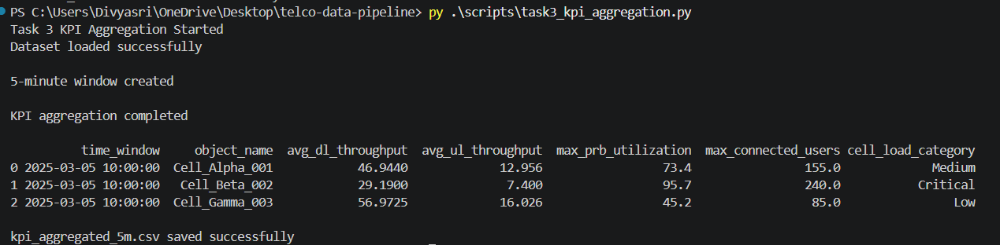 PS C:\Users\Divyasri\OneDrive\Desktop\telco-data-pipeline> py .\scripts\task3_kpi_aggregation.py
Task 3 KPI Aggregation Started
Dataset loaded successfully
5-minute window created
KPI aggregation completed
time_window object_name avg_dl_throughput avg_ul_throughput max_prb_utilization max_connected_users cell_load_category
0 2025-03-05 10:00:00 Cell_Alpha_001 46.9440 12.956 73.4 155.0 Medium
1 2025-03-05 10:00:00 Cell_Beta_002 29.1900 7.400 95.7 240.0 Critical
2 2025-03-05 10:00:00 Cell_Gamma_003 56.9725 16.026 45.2 85.0 Low
kpi_aggregated_5m.csv saved successfully